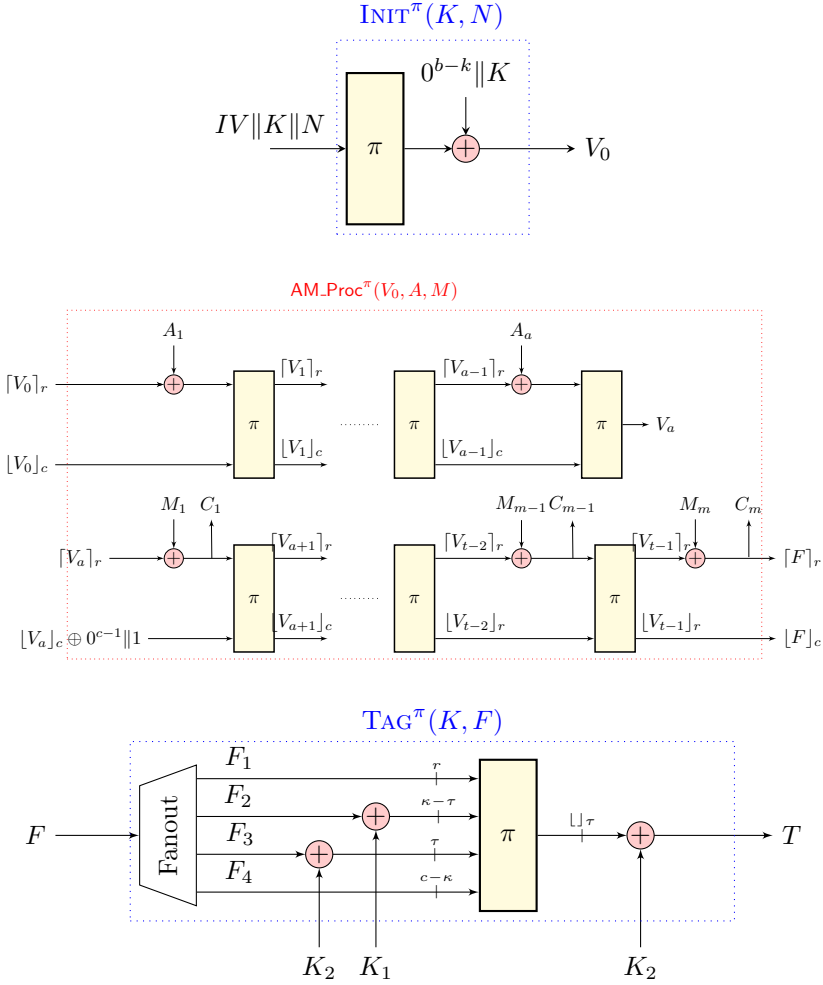 INIT^π(K, N)
0^{b−k}‖K
IV‖K‖N
π
+
V_0
AM_Proc^π(V_0, A, M)
A_1 A_a
⌈V_0⌉_r + ⌈V_1⌉_r ⌈V_{a−1}⌉_r +
π ........ π π V_a
⌊V_0⌋_c ⌊V_1⌋_c ⌊V_{a−1}⌋_c
M_1 C_1 M_{m−1} C_{m−1} M_m C_m
⌈V_a⌉_r + ⌈V_{a+1}⌉_r ⌈V_{t−2}⌉_r + ⌈V_{t−1}⌉_r + ⌈F⌉_r
π ........ π π
⌊V_a⌋_c ⊕ 0^{c−1}‖1 ⌊V_{a+1}⌋_c ⌊V_{t−2}⌋_r ⌊V_{t−1}⌋_r ⌊F⌋_c
TAG^π(K, F)
F_1 r
F_2 + κ−τ
F Fanout π ⌊⌋τ + T
F_3 + τ
F_4 c−κ
K_2 K_1 K_2